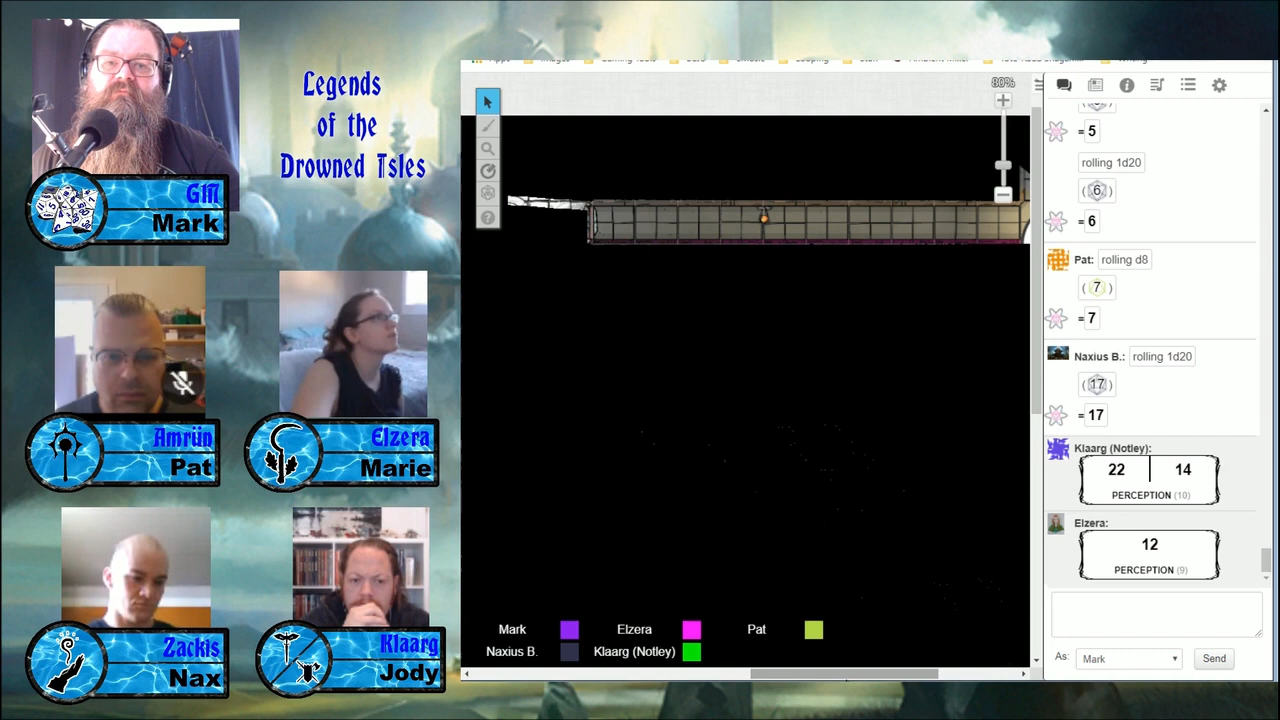 Legends
of the
Drowned Isles
GM
Mark
Amrün
Pat
Elzera
Marie
Zackis
Nax
Klaarg
Jody
80%
= 5
rolling 1d20
( 6 )
= 6
Pat: rolling d8
( 7 )
= 7
Naxius B.: rolling 1d20
( 17 )
= 17
Klaarg (Notley):
22 14
PERCEPTION (10)
Elzera:
12
PERCEPTION (9)
Mark Elzera Pat
Naxius B. Klaarg (Notley)
As: Mark Send